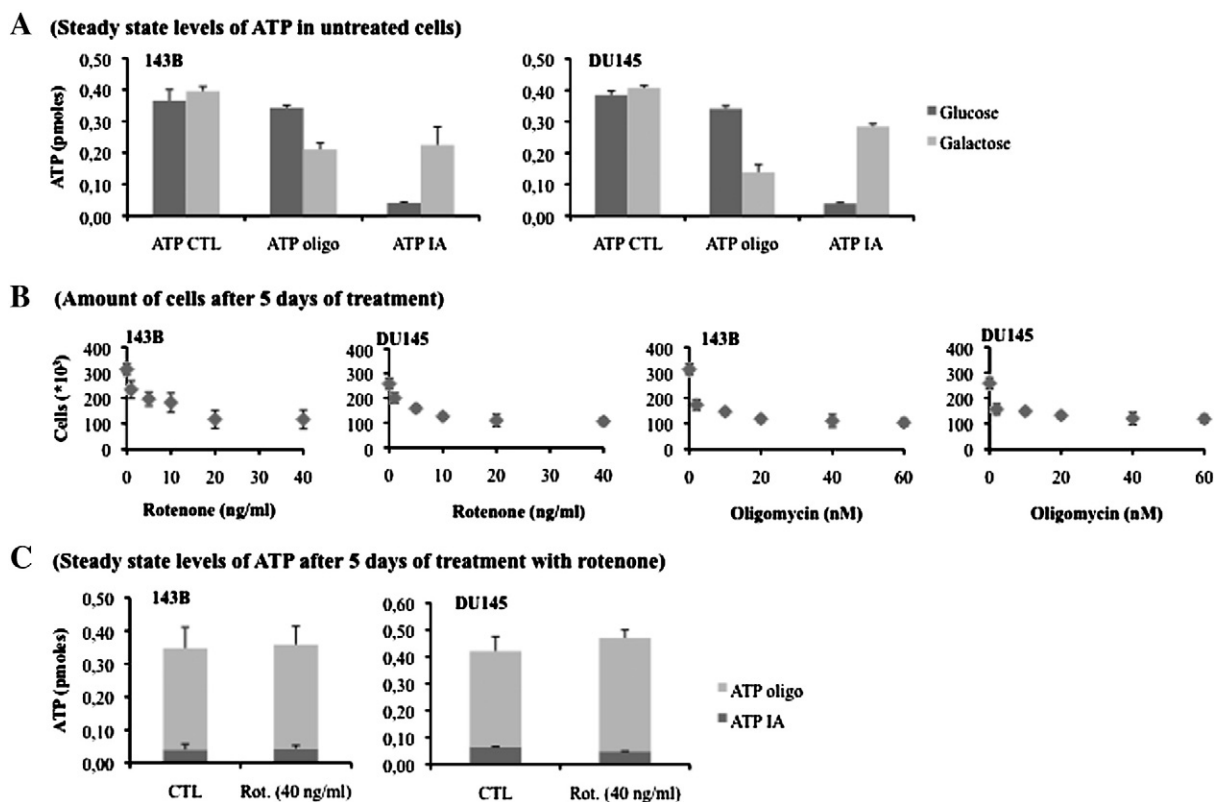 A (Steady state levels of ATP in untreated cells)
143B
DU145
ATP (pmoles)
0,50
0,40
0,30
0,20
0,10
0,00
ATP CTL
ATP oligo
ATP IA
0,50
0,40
0,30
0,20
0,10
0,00
ATP CTL
ATP oligo
ATP IA
Glucose
Galactose
B (Amount of cells after 5 days of treatment)
143B
Cells (*10³)
400
300
200
100
0
0 10 20 30 40
Rotenone (ng/ml)
DU145
400
300
200
100
0
0 10 20 30 40
Rotenone (ng/ml)
143B
400
300
200
100
0
0 20 40 60
Oligomycin (nM)
DU145
400
300
200
100
0
0 20 40 60
Oligomycin (nM)
C (Steady state levels of ATP after 5 days of treatment with rotenone)
143B
ATP (pmoles)
0,50
0,40
0,30
0,20
0,10
0,00
CTL
Rot. (40 ng/ml)
DU145
0,60
0,50
0,40
0,30
0,20
0,10
0,00
CTL
Rot. (40 ng/ml)
ATP oligo
ATP IA